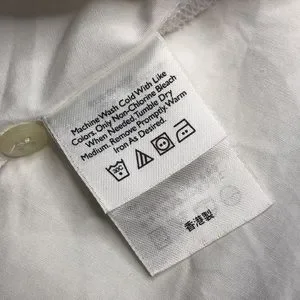 Machine Wash Cold With Like
Colors. Only Non-Chlorine Bleach
When Needed. Tumble Dry
Medium. Remove Promptly. Warm
Iron As Desired.
香港製